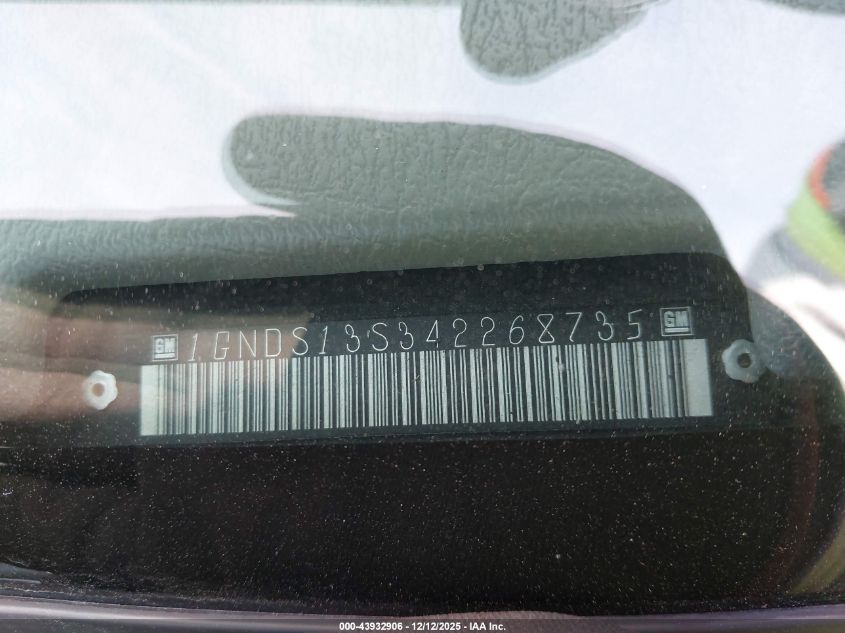 GM 1GNDS13S342268735 GM
000-43932906 - 12/12/2025 - IAA Inc.